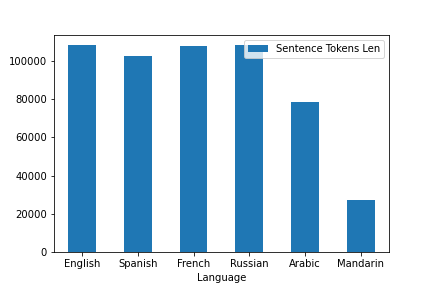 Sentence Tokens Len
100000
80000
60000
40000
20000
0
English Spanish French Russian Arabic Mandarin
Language